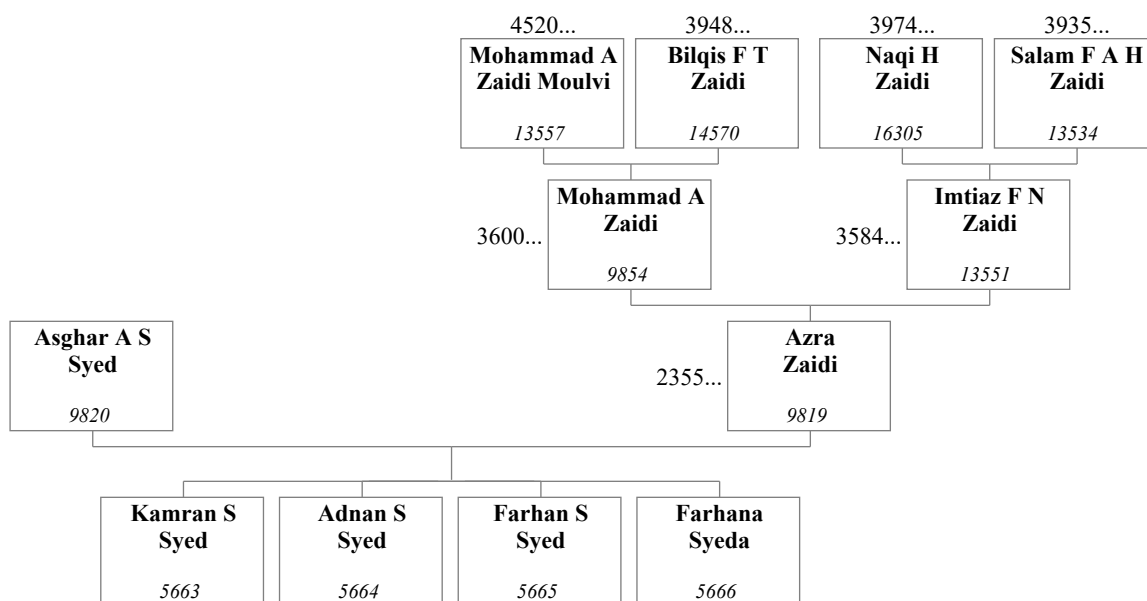 4520...
3948...
3974...
3935...
Mohammad A
Zaidi Moulvi
13557
Bilqis F T
Zaidi
14570
Naqi H
Zaidi
16305
Salam F A H
Zaidi
13534
3600...
Mohammad A
Zaidi
9854
3584...
Imtiaz F N
Zaidi
13551
Asghar A S
Syed
9820
2355...
Azra
Zaidi
9819
Kamran S
Syed
5663
Adnan S
Syed
5664
Farhan S
Syed
5665
Farhana
Syeda
5666